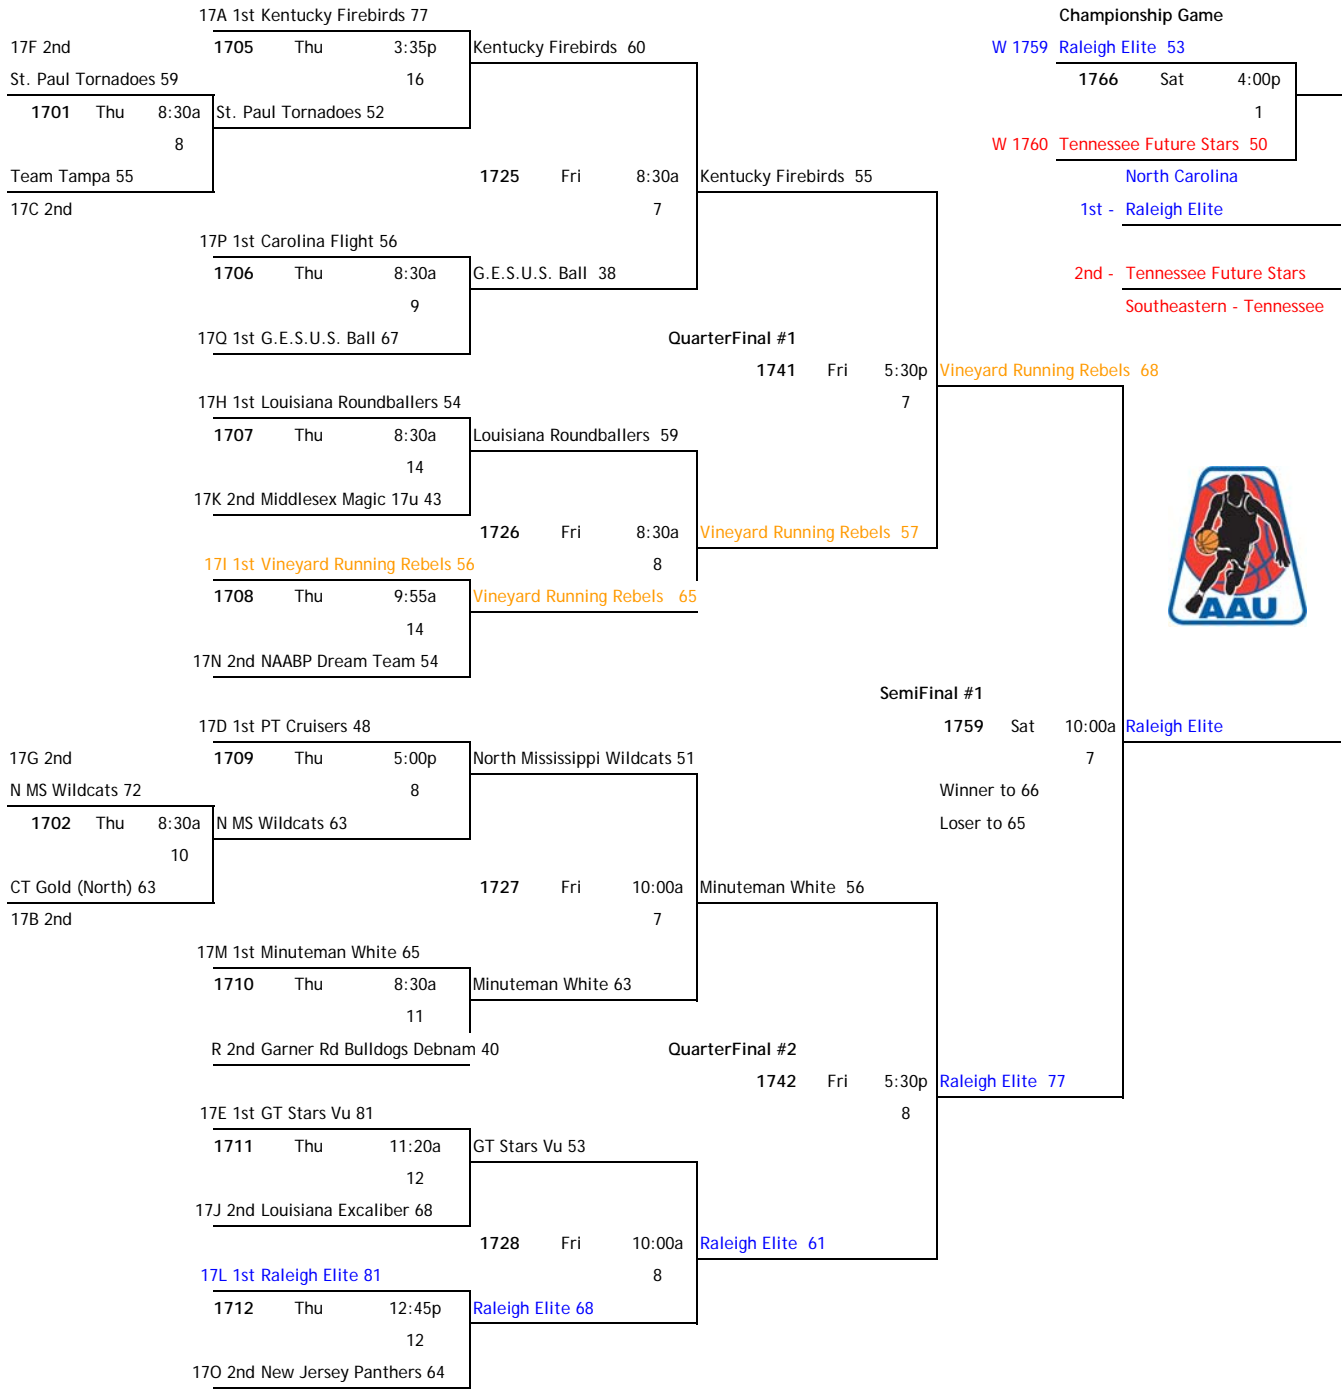 17A 1st Kentucky Firebirds 77
Championship Game
17F 2nd
1705 Thu 3:35p
Kentucky Firebirds 60
W 1759 Raleigh Elite 53
St. Paul Tornadoes 59
16
1766 Sat 4:00p
1701 Thu 8:30a
St. Paul Tornadoes 52
1
8
W 1760 Tennessee Future Stars 50
Team Tampa 55
1725 Fri 8:30a
Kentucky Firebirds 55
North Carolina
17C 2nd
7
1st - Raleigh Elite
17P 1st Carolina Flight 56
1706 Thu 8:30a
G.E.S.U.S. Ball 38
2nd - Tennessee Future Stars
9
Southeastern - Tennessee
17Q 1st G.E.S.U.S. Ball 67
QuarterFinal #1
1741 Fri 5:30p
Vineyard Running Rebels 68
17H 1st Louisiana Roundballers 54
7
1707 Thu 8:30a
Louisiana Roundballers 59
14
17K 2nd Middlesex Magic 17u 43
1726 Fri 8:30a
Vineyard Running Rebels 57
17I 1st Vineyard Running Rebels 56
8
1708 Thu 9:55a
Vineyard Running Rebels 65
AAU
14
17N 2nd NAABP Dream Team 54
SemiFinal #1
17D 1st PT Cruisers 48
1759 Sat 10:00a
Raleigh Elite
17G 2nd
1709 Thu 5:00p
North Mississippi Wildcats 51
7
N MS Wildcats 72
8
Winner to 66
1702 Thu 8:30a
N MS Wildcats 63
Loser to 65
10
CT Gold (North) 63
1727 Fri 10:00a
Minuteman White 56
17B 2nd
7
17M 1st Minuteman White 65
1710 Thu 8:30a
Minuteman White 63
11
R 2nd Garner Rd Bulldogs Debnam 40
QuarterFinal #2
1742 Fri 5:30p
Raleigh Elite 77
17E 1st GT Stars Vu 81
8
1711 Thu 11:20a
GT Stars Vu 53
12
17J 2nd Louisiana Excaliber 68
1728 Fri 10:00a
Raleigh Elite 61
17L 1st Raleigh Elite 81
8
1712 Thu 12:45p
Raleigh Elite 68
12
17O 2nd New Jersey Panthers 64